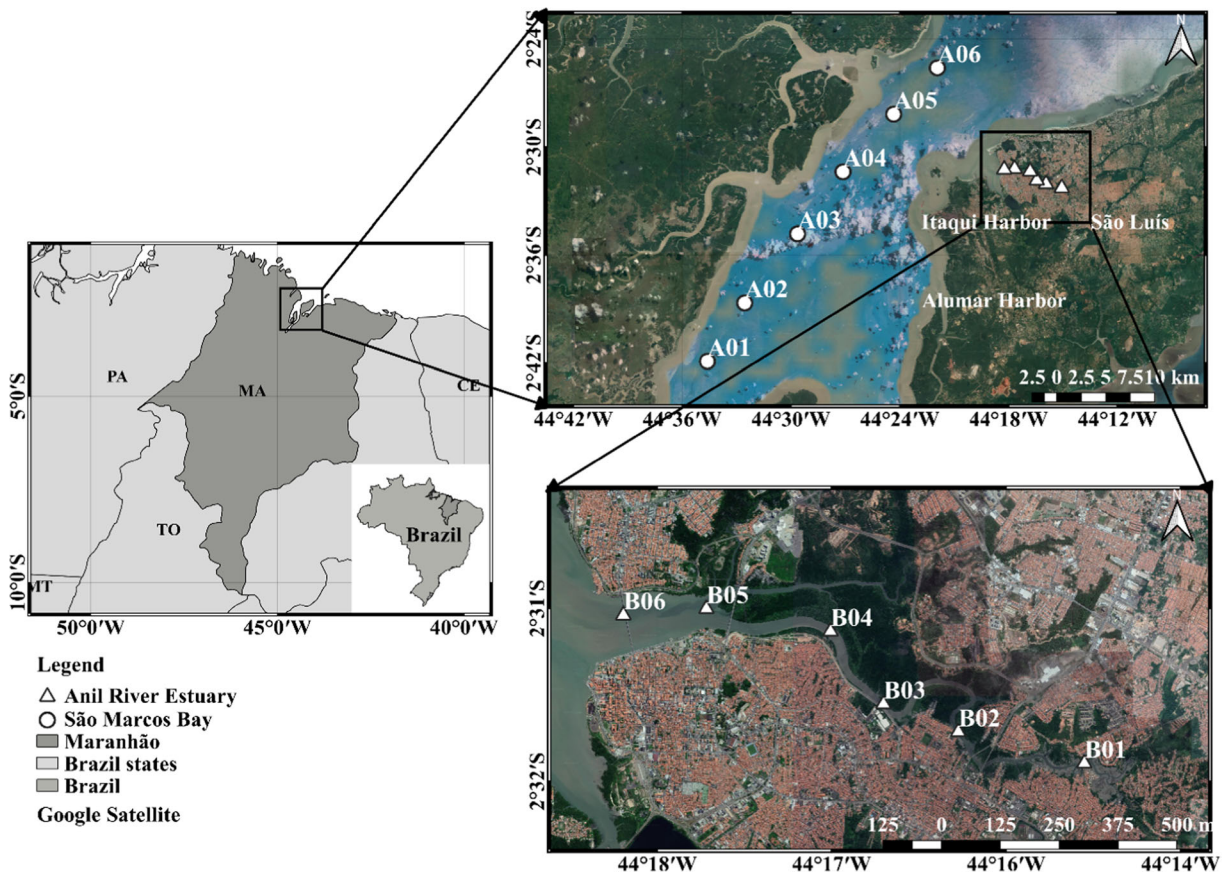 PA
MA
CE
TO
MT
Brazil
5°0'S
10°0'S
50°0'W
45°0'W
40°0'W
Legend
Anil River Estuary
São Marcos Bay
Maranhão
Brazil states
Brazil
Google Satellite
N
A06
A05
A04
A03
A02
A01
Itaqui Harbor
São Luís
Alumar Harbor
2.5 0 2.5 5 7.510 km
2°24'S
2°30'S
2°36'S
2°42'S
44°42'W
44°36'W
44°30'W
44°24'W
44°18'W
44°12'W
N
B06
B05
B04
B03
B02
B01
125 0 125 250 375 500 m
2°31'S
2°32'S
44°18'W
44°17'W
44°16'W
44°14'W